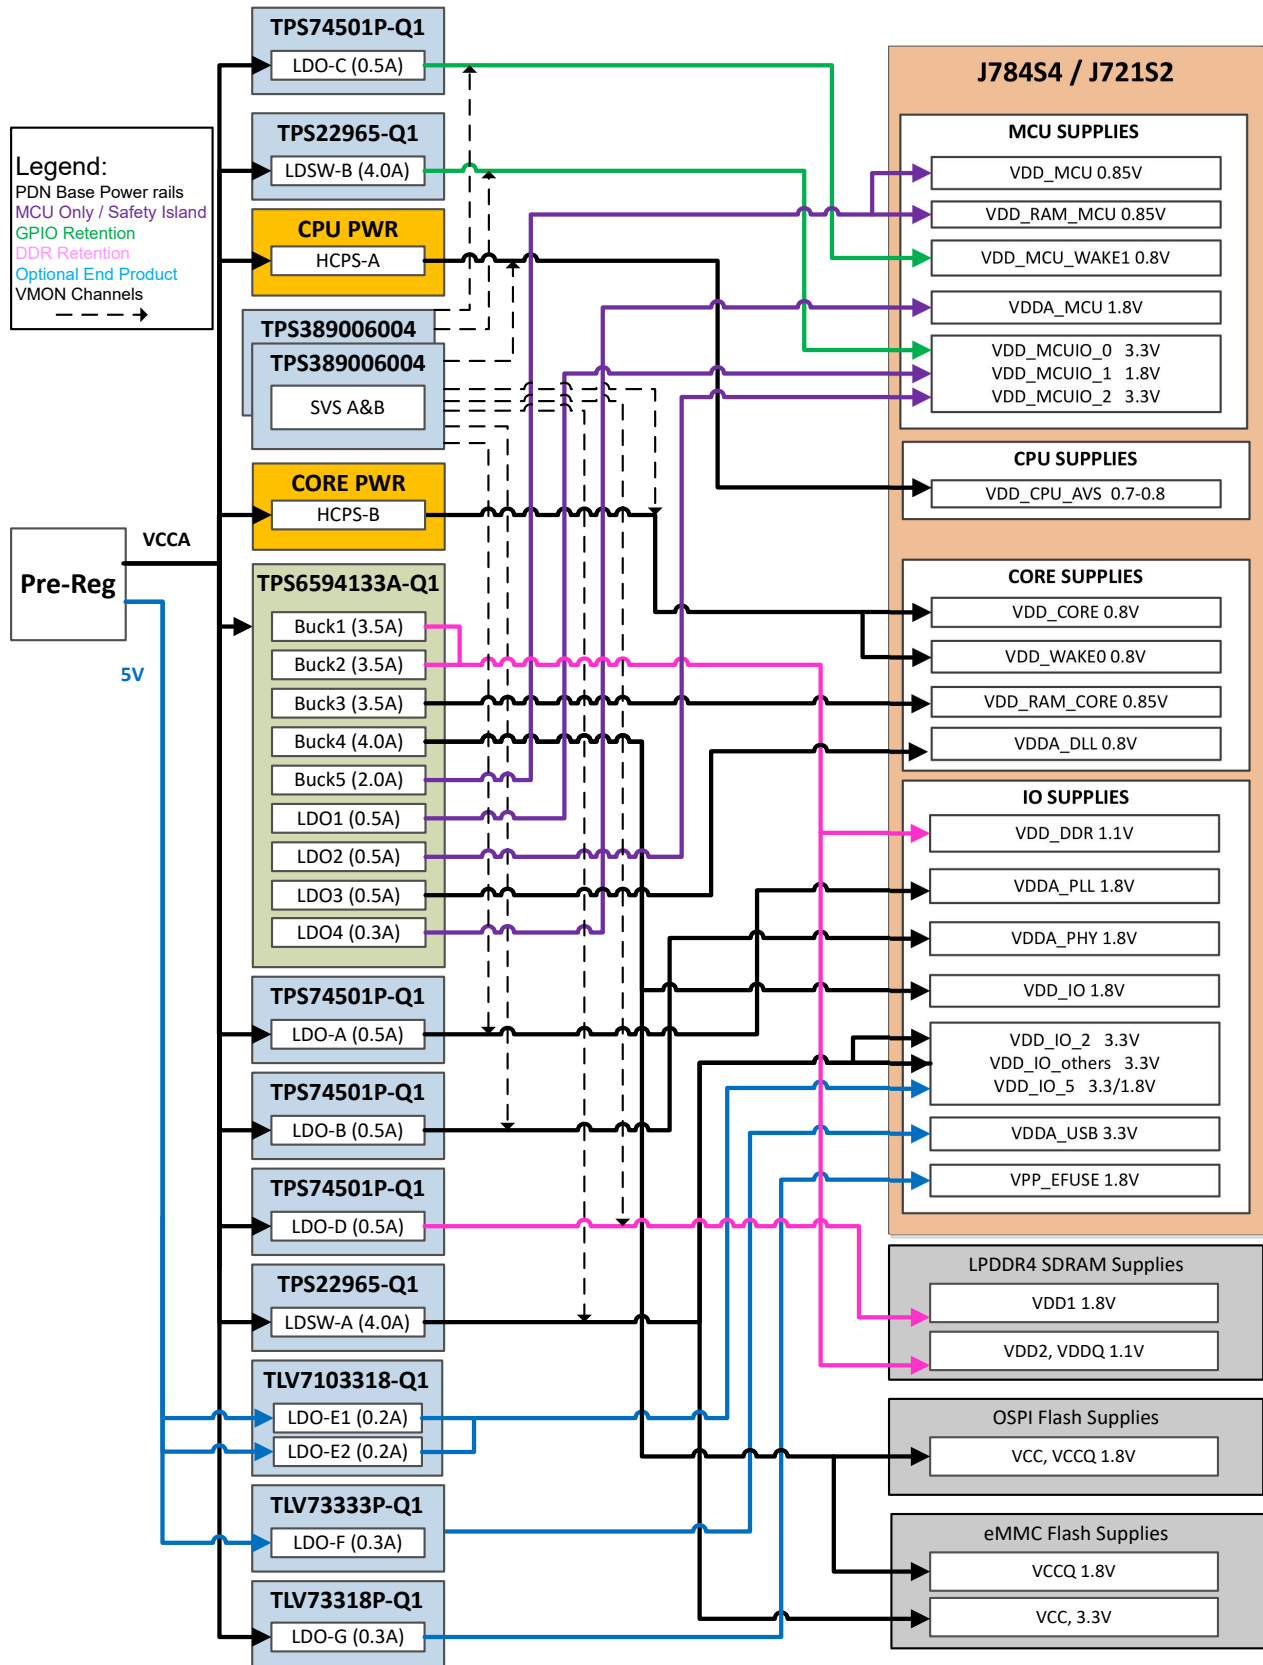 Legend:
PDN Base Power rails
MCU Only / Safety Island
GPIO Retention
DDR Retention
Optional End Product
VMON Channels
Pre-Reg
VCCA
5V
TPS74501P-Q1
LDO-C (0.5A)
TPS22965-Q1
LDSW-B (4.0A)
CPU PWR
HCPS-A
TPS389006004
TPS389006004
SVS A&B
CORE PWR
HCPS-B
TPS6594133A-Q1
Buck1 (3.5A)
Buck2 (3.5A)
Buck3 (3.5A)
Buck4 (4.0A)
Buck5 (2.0A)
LDO1 (0.5A)
LDO2 (0.5A)
LDO3 (0.5A)
LDO4 (0.3A)
TPS74501P-Q1
LDO-A (0.5A)
TPS74501P-Q1
LDO-B (0.5A)
TPS74501P-Q1
LDO-D (0.5A)
TPS22965-Q1
LDSW-A (4.0A)
TLV7103318-Q1
LDO-E1 (0.2A)
LDO-E2 (0.2A)
TLV73333P-Q1
LDO-F (0.3A)
TLV73318P-Q1
LDO-G (0.3A)
J784S4 / J721S2
MCU SUPPLIES
VDD_MCU 0.85V
VDD_RAM_MCU 0.85V
VDD_MCU_WAKE1 0.8V
VDDA_MCU 1.8V
VDD_MCUIO_0 3.3V
VDD_MCUIO_1 1.8V
VDD_MCUIO_2 3.3V
CPU SUPPLIES
VDD_CPU_AVS 0.7-0.8
CORE SUPPLIES
VDD_CORE 0.8V
VDD_WAKE0 0.8V
VDD_RAM_CORE 0.85V
VDDA_DLL 0.8V
IO SUPPLIES
VDD_DDR 1.1V
VDDA_PLL 1.8V
VDDA_PHY 1.8V
VDD_IO 1.8V
VDD_IO_2 3.3V
VDD_IO_others 3.3V
VDD_IO_5 3.3/1.8V
VDDA_USB 3.3V
VPP_EFUSE 1.8V
LPDDR4 SDRAM Supplies
VDD1 1.8V
VDD2, VDDQ 1.1V
OSPI Flash Supplies
VCC, VCCQ 1.8V
eMMC Flash Supplies
VCCQ 1.8V
VCC, 3.3V